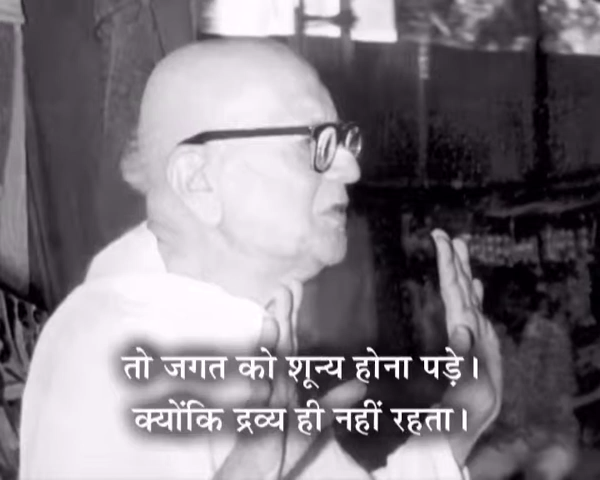 तो जगत को शून्य होना पड़े।
क्योंकि द्रव्य ही नहीं रहता।